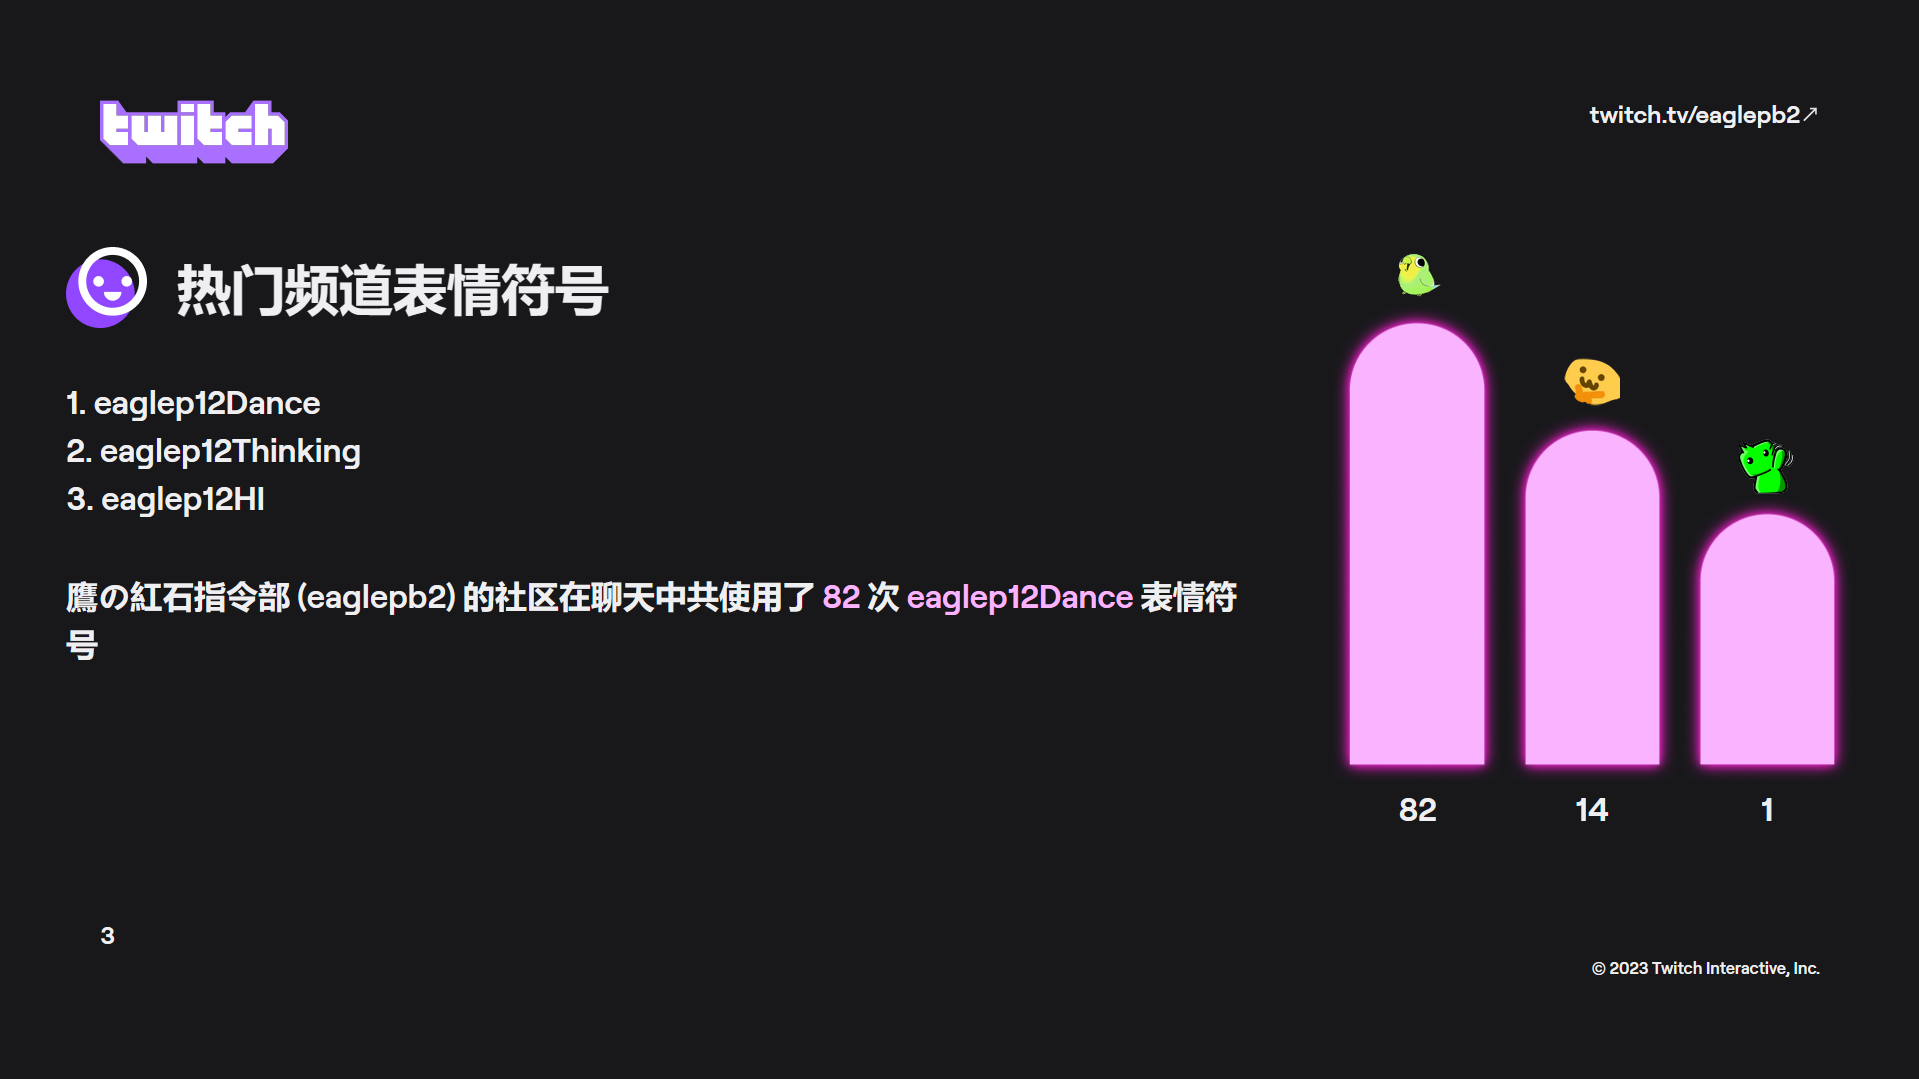 twitch
twitch.tv/eaglepb2↗
热门频道表情符号
1. eaglep12Dance
2. eaglep12Thinking
3. eaglep12HI
鷹の紅石指令部 (eaglepb2) 的社区在聊天中共使用了 82 次 eaglep12Dance 表情符
号
82
14
1
3
© 2023 Twitch Interactive, Inc.